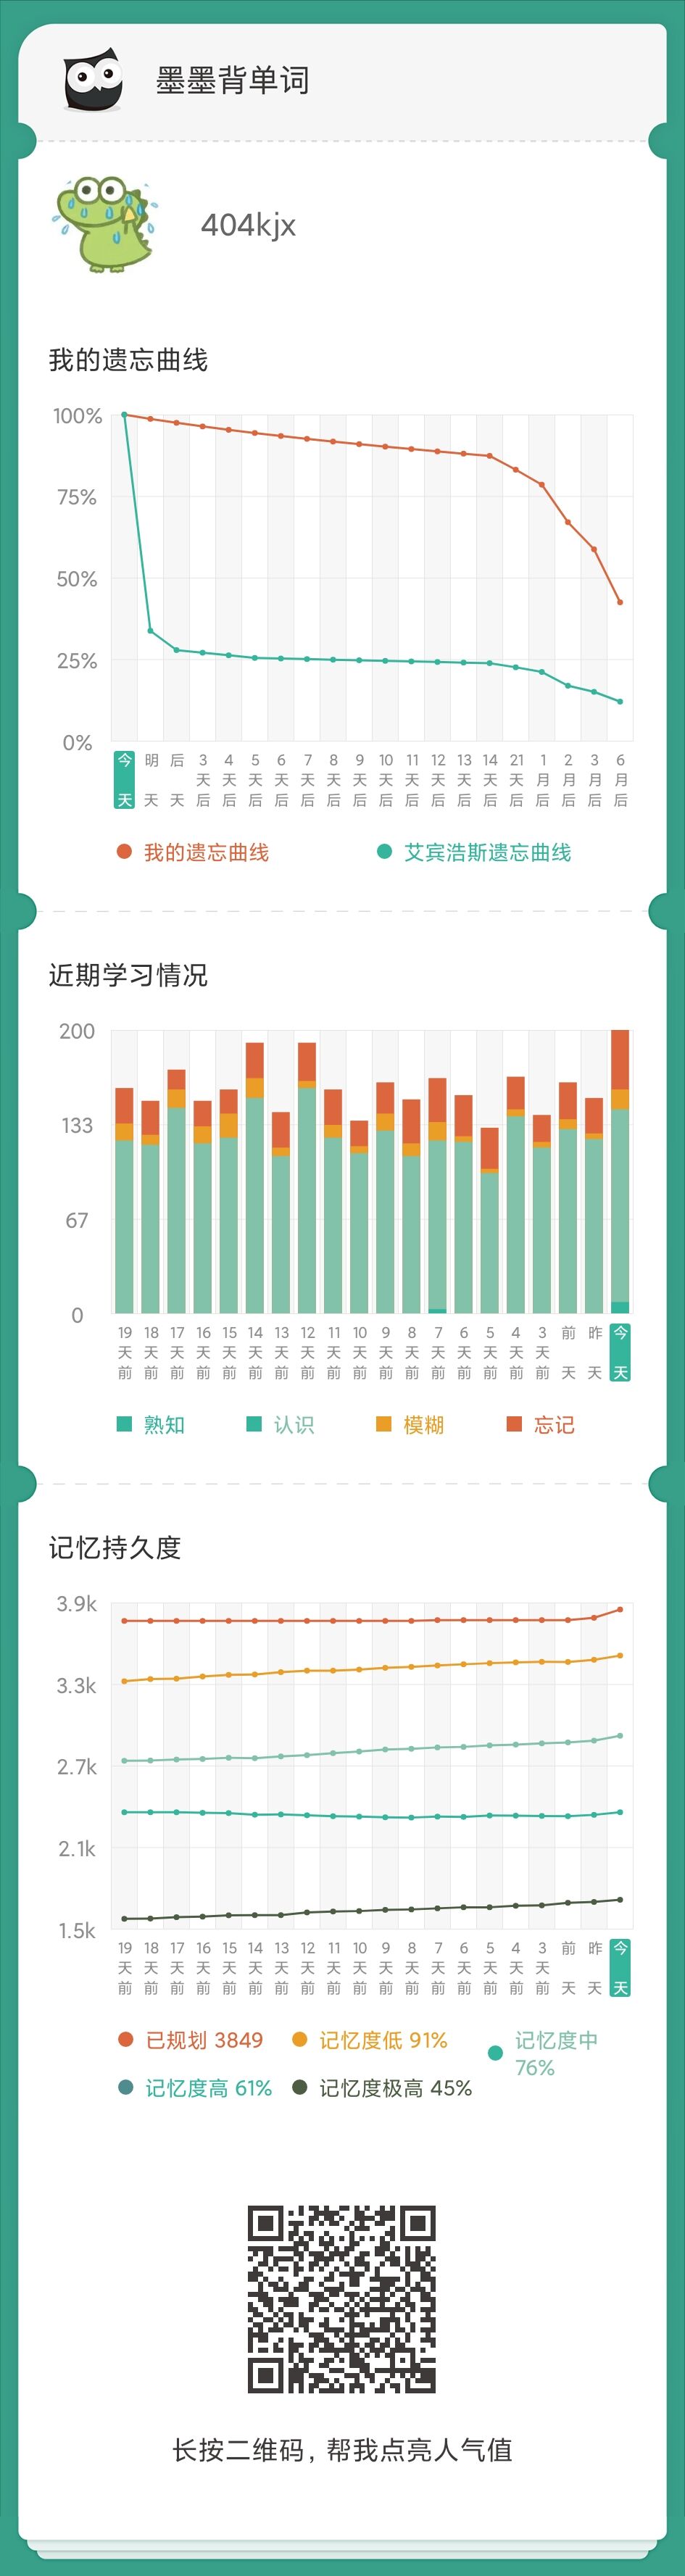 墨墨背单词
404kjx
我的遗忘曲线
100%
75%
50%
25%
0%
今天 明天 后天 3天后 4天后 5天后 6天后 7天后 8天后 9天后 10天后 11天后 12天后 13天后 14天后 21天后 1月后 2月后 3月后 6月后
我的遗忘曲线 艾宾浩斯遗忘曲线
近期学习情况
200
133
67
0
19天前 18天前 17天前 16天前 15天前 14天前 13天前 12天前 11天前 10天前 9天前 8天前 7天前 6天前 5天前 4天前 3天前 前天 昨天 今天
熟知 认识 模糊 忘记
记忆持久度
3.9k
3.3k
2.7k
2.1k
1.5k
19天前 18天前 17天前 16天前 15天前 14天前 13天前 12天前 11天前 10天前 9天前 8天前 7天前 6天前 5天前 4天前 3天前 前天 昨天 今天
已规划 3849 记忆度低 91% 记忆度中
76%
记忆度高 61% 记忆度极高 45%
长按二维码, 帮我点亮人气值